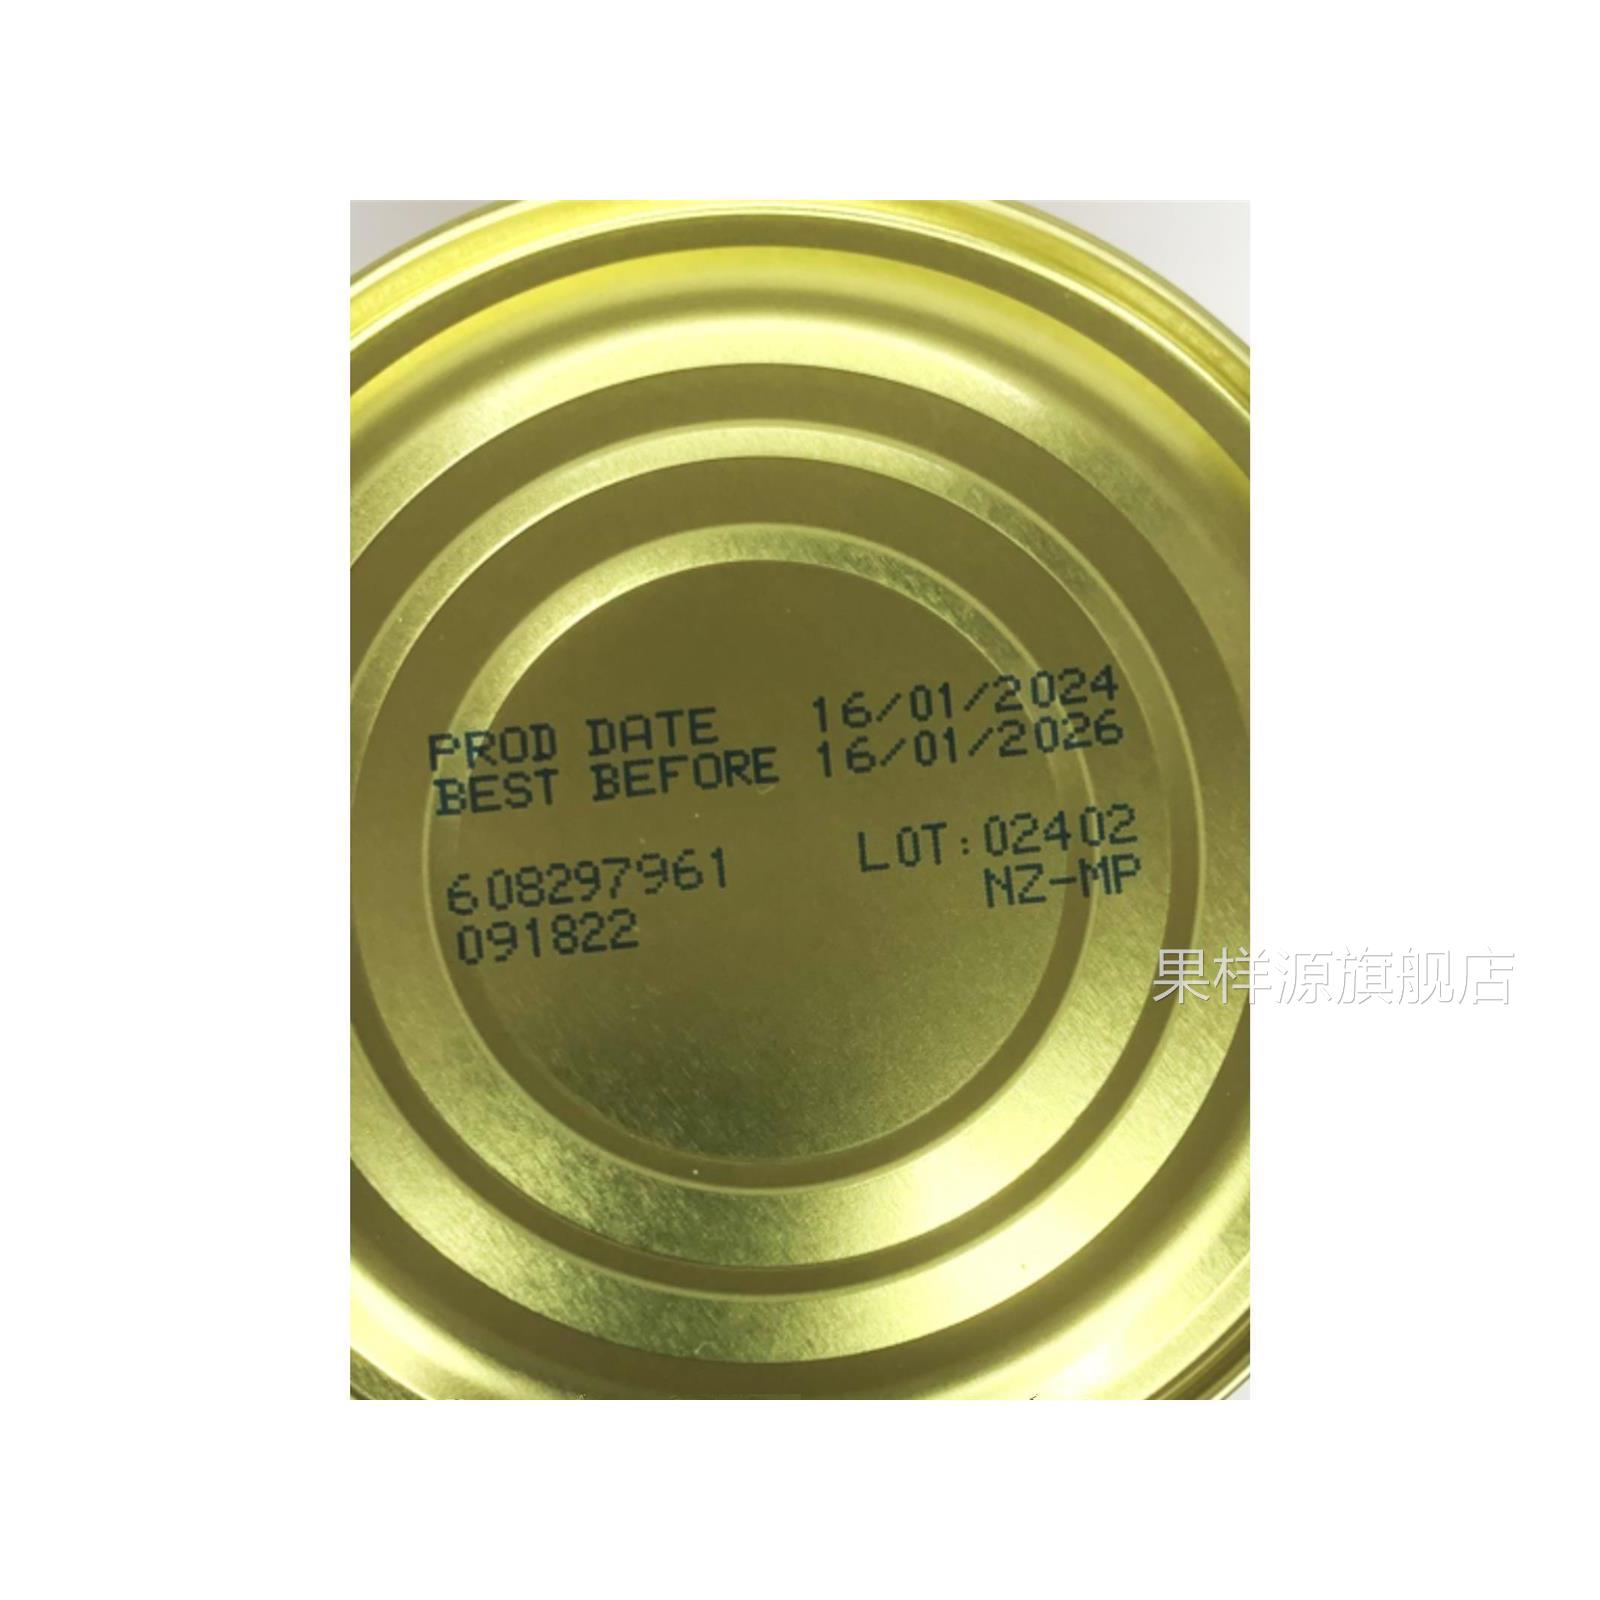 PROD DATE 16/01/2024
BEST BEFORE 16/01/2026
608297961 LOT:02402
091822 NZ-MP
果样源旗舰店